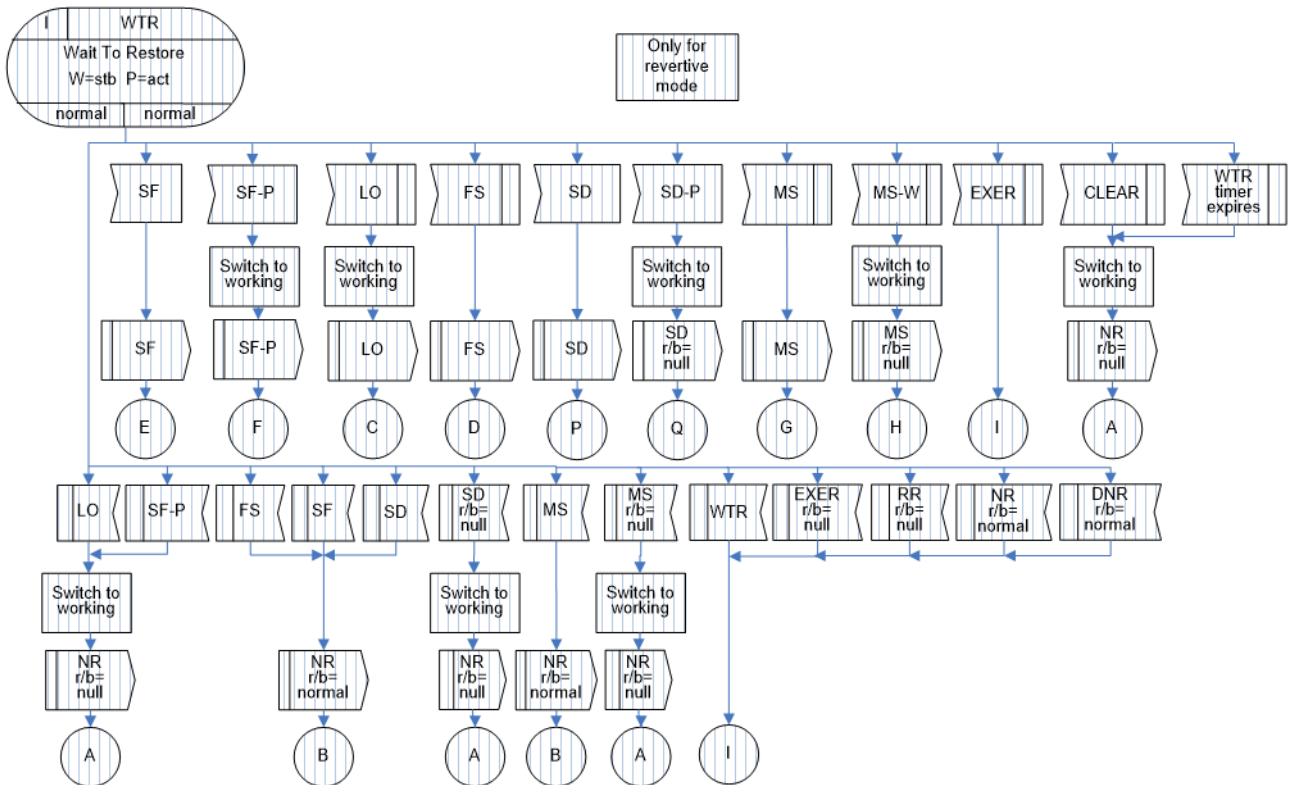 I WTR
Wait To Restore
W=stb P=act
normal normal
Only for
revertive
mode
SF SF-P LO FS SD SD-P MS MS-W EXER CLEAR WTR
timer
expires
Switch to
working
Switch to
working
Switch to
working
Switch to
working
Switch to
working
SF SF-P LO FS SD SD
r/b=
null
MS MS
r/b=
null
NR
r/b=
null
E F C D P Q G H I A
LO SF-P FS SF SD SD
r/b=
null
MS MS
r/b=
null
WTR EXER
r/b=
null
RR
r/b=
null
NR
r/b=
normal
DNR
r/b=
normal
Switch to
working
Switch to
working
Switch to
working
NR
r/b=
null
NR
r/b=
normal
NR
r/b=
null
NR
r/b=
normal
NR
r/b=
null
A B A B A I